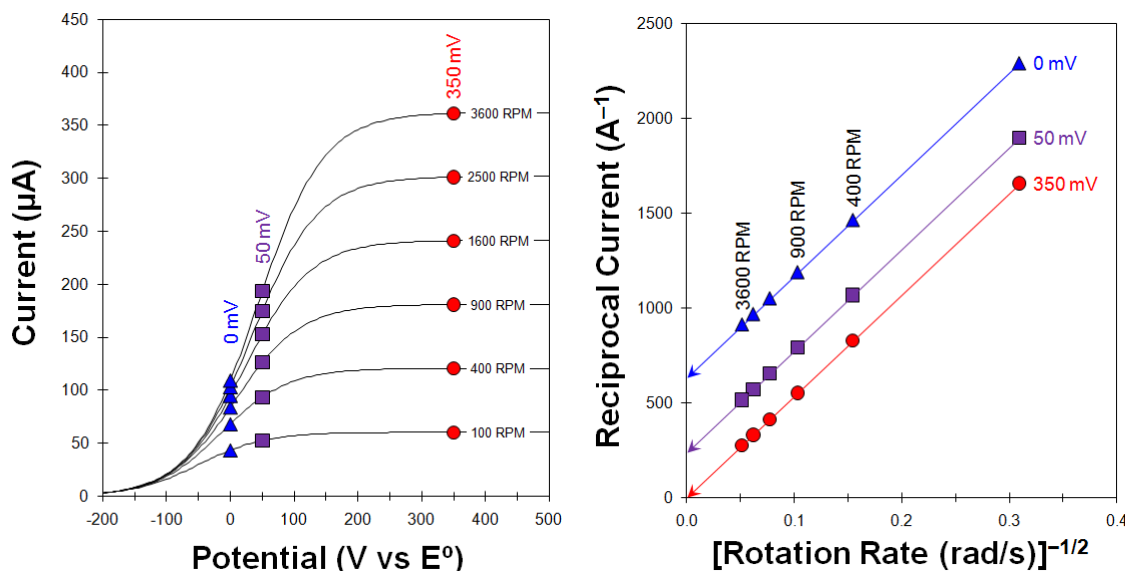 450
400
350
300
250
200
150
100
50
0
Current (µA)
-200
-100
0
100
200
300
400
500
Potential (V vs Eº)
0 mV
50 mV
350 mV
3600 RPM
2500 RPM
1600 RPM
900 RPM
400 RPM
100 RPM
2500
2000
1500
1000
500
0
Reciprocal Current (A⁻¹)
0.0
0.1
0.2
0.3
0.4
[Rotation Rate (rad/s)]⁻¹ᐟ²
3600 RPM
900 RPM
400 RPM
0 mV
50 mV
350 mV